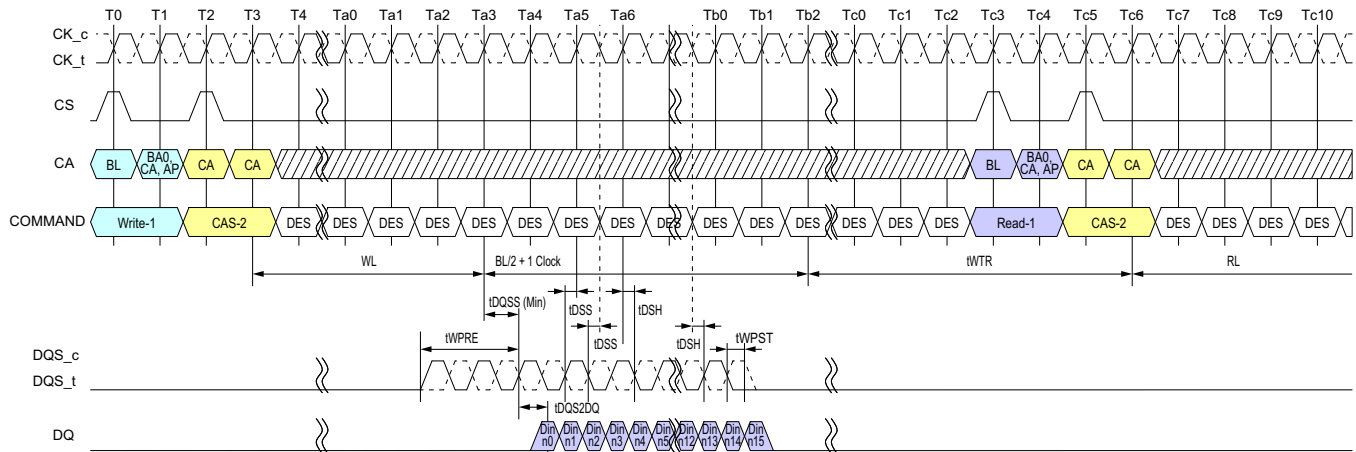 T0 T1 T2 T3 T4 Ta0 Ta1 Ta2 Ta3 Ta4 Ta5 Ta6 Tb0 Tb1 Tb2 Tc0 Tc1 Tc2 Tc3 Tc4 Tc5 Tc6 Tc7 Tc8 Tc9 Tc10
CK_c
CK_t
CS
CA BL BA0, CA, AP CA CA BL BA0, CA, AP CA CA
COMMAND Write-1 CAS-2 DES DES DES DES DES DES DES DES DES DES DES DES DES DES Read-1 CAS-2 DES DES DES DES
WL BL/2 + 1 Clock tWTR RL
tDQSS (Min) tDSS tDSH
tWPRE tDSS tDSH tWPST
DQS_c
DQS_t
tDQS2DQ
DQ Din n0 Din n1 Din n2 Din n3 Din n4 Din n5 Din n12 Din n13 Din n14 Din n15